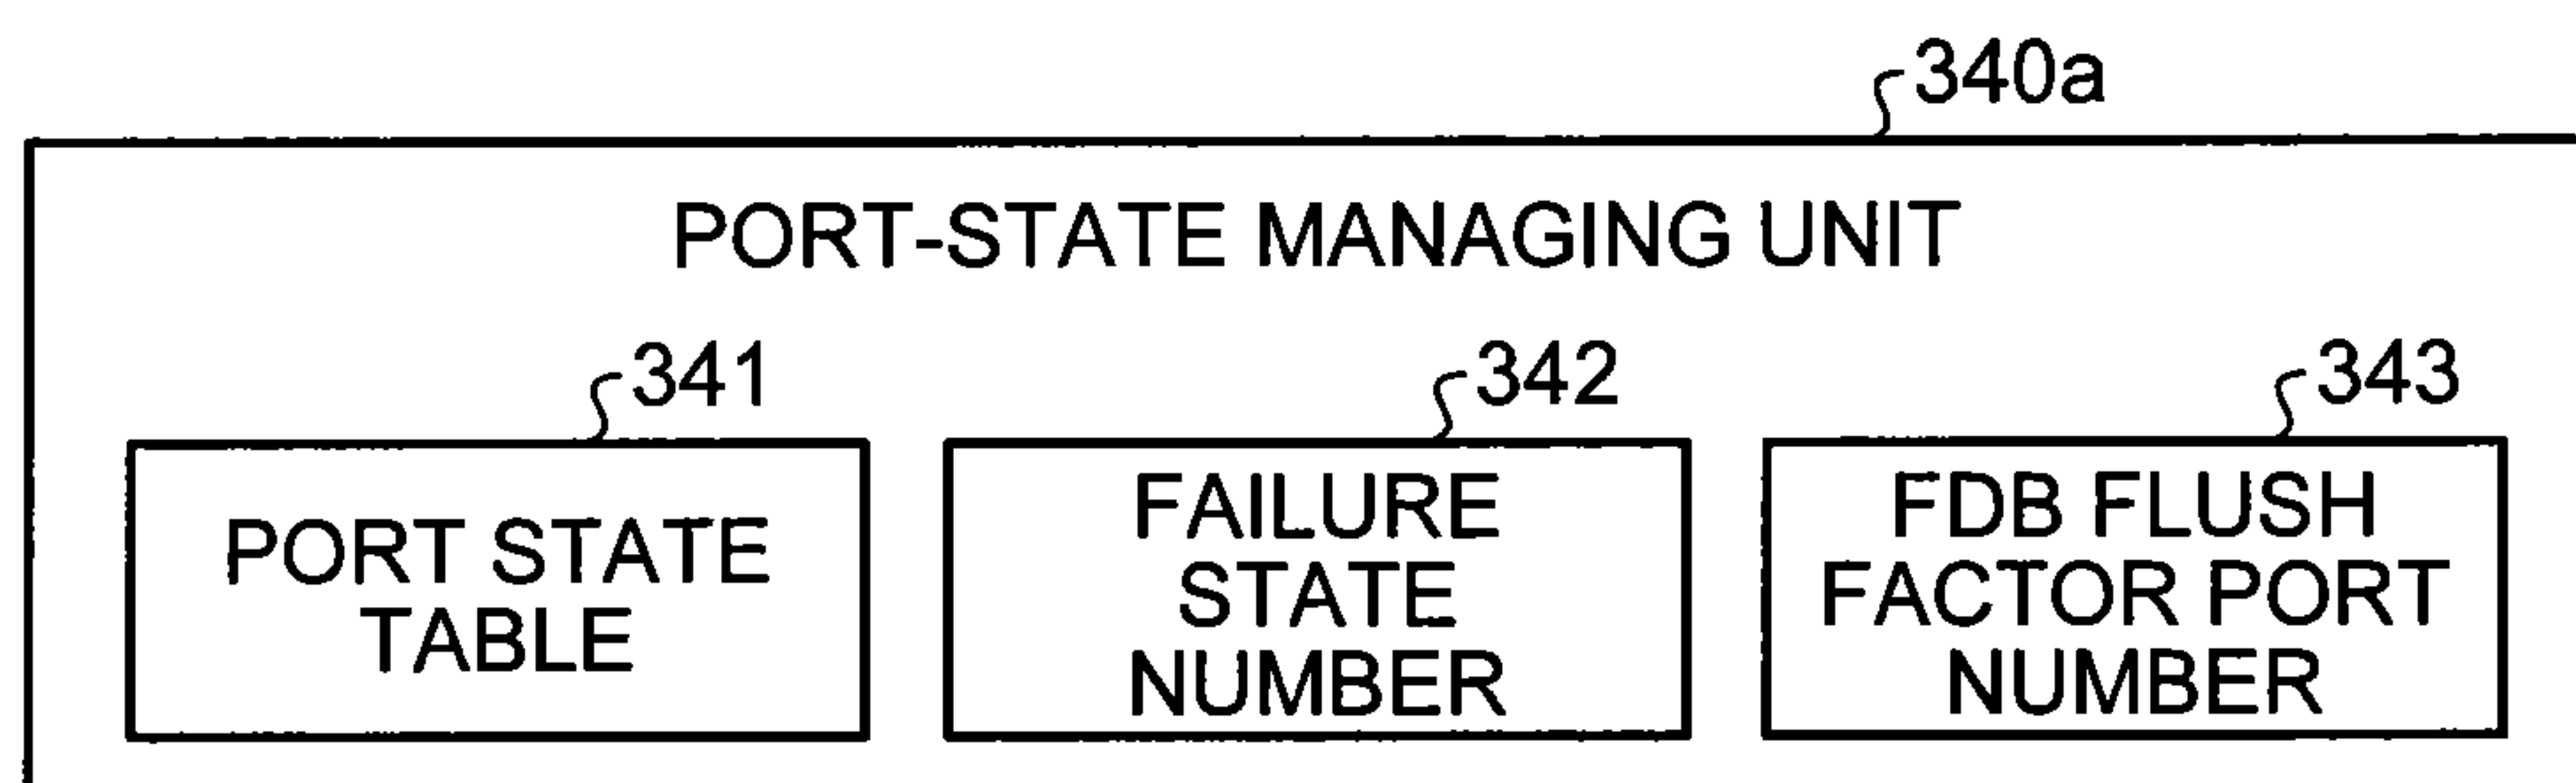 340a
PORT-STATE MANAGING UNIT
341
342
343
PORT STATE
TABLE
FAILURE
STATE
NUMBER
FDB FLUSH
FACTOR PORT
NUMBER